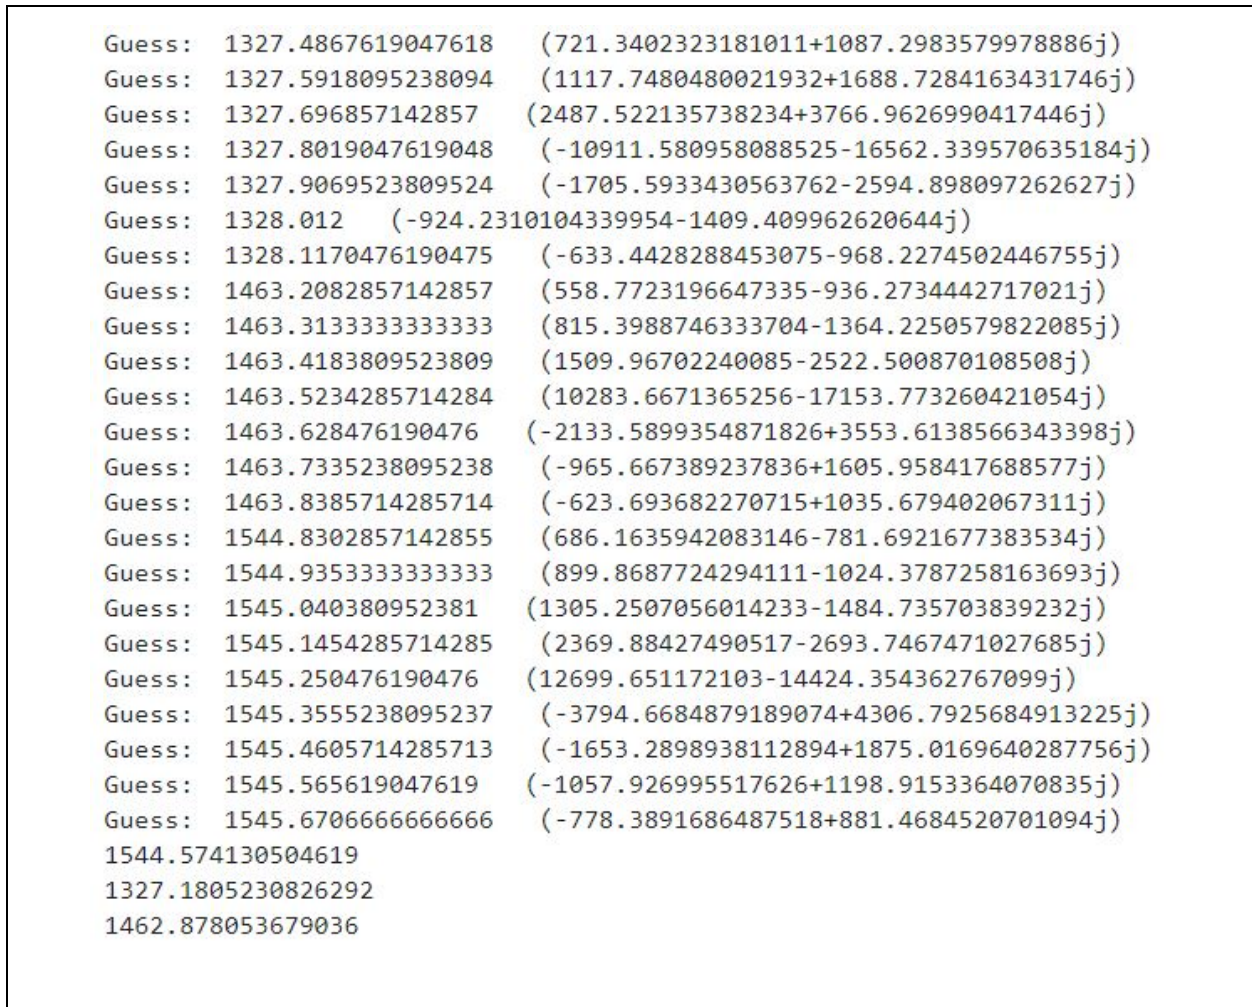 Guess:  1327.4867619047618   (721.3402323181011+1087.2983579978886j)
Guess:  1327.5918095238094   (1117.7480480021932+1688.7284163431746j)
Guess:  1327.696857142857   (2487.522135738234+3766.9626990417446j)
Guess:  1327.8019047619048   (-10911.580958088525-16562.339570635184j)
Guess:  1327.9069523809524   (-1705.5933430563762-2594.898097262627j)
Guess:  1328.012   (-924.2310104339954-1409.409962620644j)
Guess:  1328.1170476190475   (-633.4428288453075-968.2274502446755j)
Guess:  1463.2082857142857   (558.7723196647335-936.2734442717021j)
Guess:  1463.3133333333333   (815.3988746333704-1364.2250579822085j)
Guess:  1463.4183809523809   (1509.96702240085-2522.500870108508j)
Guess:  1463.5234285714284   (10283.6671365256-17153.773260421054j)
Guess:  1463.628476190476   (-2133.5899354871826+3553.6138566343398j)
Guess:  1463.7335238095238   (-965.667389237836+1605.958417688577j)
Guess:  1463.8385714285714   (-623.693682270715+1035.679402067311j)
Guess:  1544.8302857142855   (686.1635942083146-781.6921677383534j)
Guess:  1544.9353333333333   (899.8687724294111-1024.3787258163693j)
Guess:  1545.040380952381   (1305.2507056014233-1484.735703839232j)
Guess:  1545.1454285714285   (2369.88427490517-2693.7467471027685j)
Guess:  1545.250476190476   (12699.651172103-14424.354362767099j)
Guess:  1545.3555238095237   (-3794.6684879189074+4306.7925684913225j)
Guess:  1545.4605714285713   (-1653.2898938112894+1875.0169640287756j)
Guess:  1545.565619047619   (-1057.926995517626+1198.9153364070835j)
Guess:  1545.6706666666666   (-778.3891686487518+881.4684520701094j)
1544.574130504619
1327.1805230826292
1462.878053679036